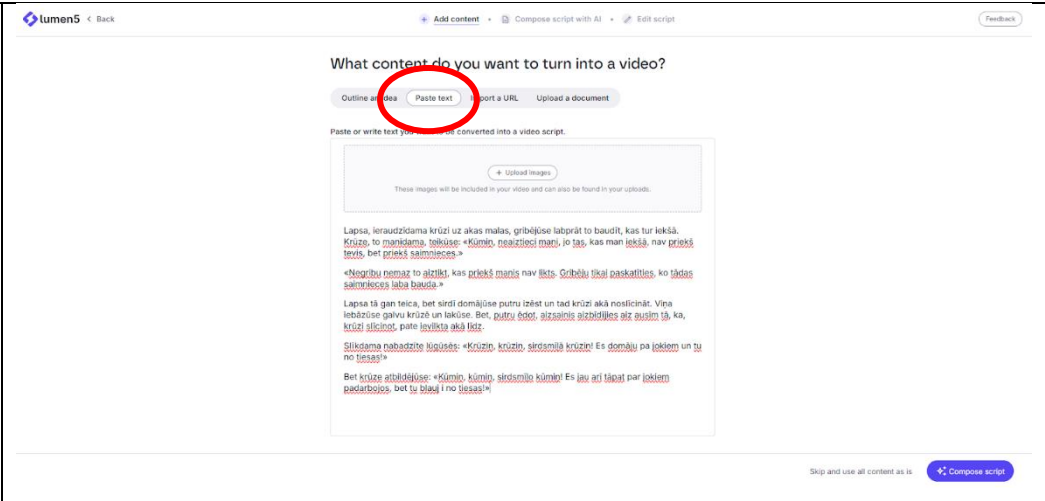 lumen5 < Back
Add content • Compose script with AI • Edit script
Feedback
What content do you want to turn into a video?
Outline an idea Paste text Import a URL Upload a document
Paste or write text you to be converted into a video script.
+ Upload images
These images will be included in your video and can also be found in your uploads.
Lapsa, ieraudzīdama krūzi uz akas malas, gribējūse labprāt to baudīt, kas tur iekšā.
Krūze, to manīdama, teikūse: «Kūmiņ, neaiztieci mani, jo tas, kas man iekšā, nav priekš
tevis, bet priekš saimnieces.»
«Negribu nemaz to aiztikt, kas priekš manis nav likts. Gribēju tikai paskatīties, ko tādas
saimnieces laba bauda.»
Lapsa tā gan teica, bet sirdī domājūse putru izēst un tad krūzi akā noslīcināt. Viņa
iebāzūse galvu krūzē un lakūse. Bet, putru ēdot, aizsainis aizbīdījies aiz ausīm tā, ka,
krūzi slīcinot, pate ievilkta akā līdz.
Slīkdama nabadzīte lūgūsēs: «Krūziņ, krūziņ, sirdsmīļā krūziņ! Es domāju pa jokiem un tu
no tiesas!»
Bet krūze atbildējūse: «Kūmiņ, kūmiņ, sirdsmīļo kūmiņ! Es jau arī tāpat par jokiem
padarbojos, bet tu bļauj i no tiesas!»
Skip and use all content as is
Compose script